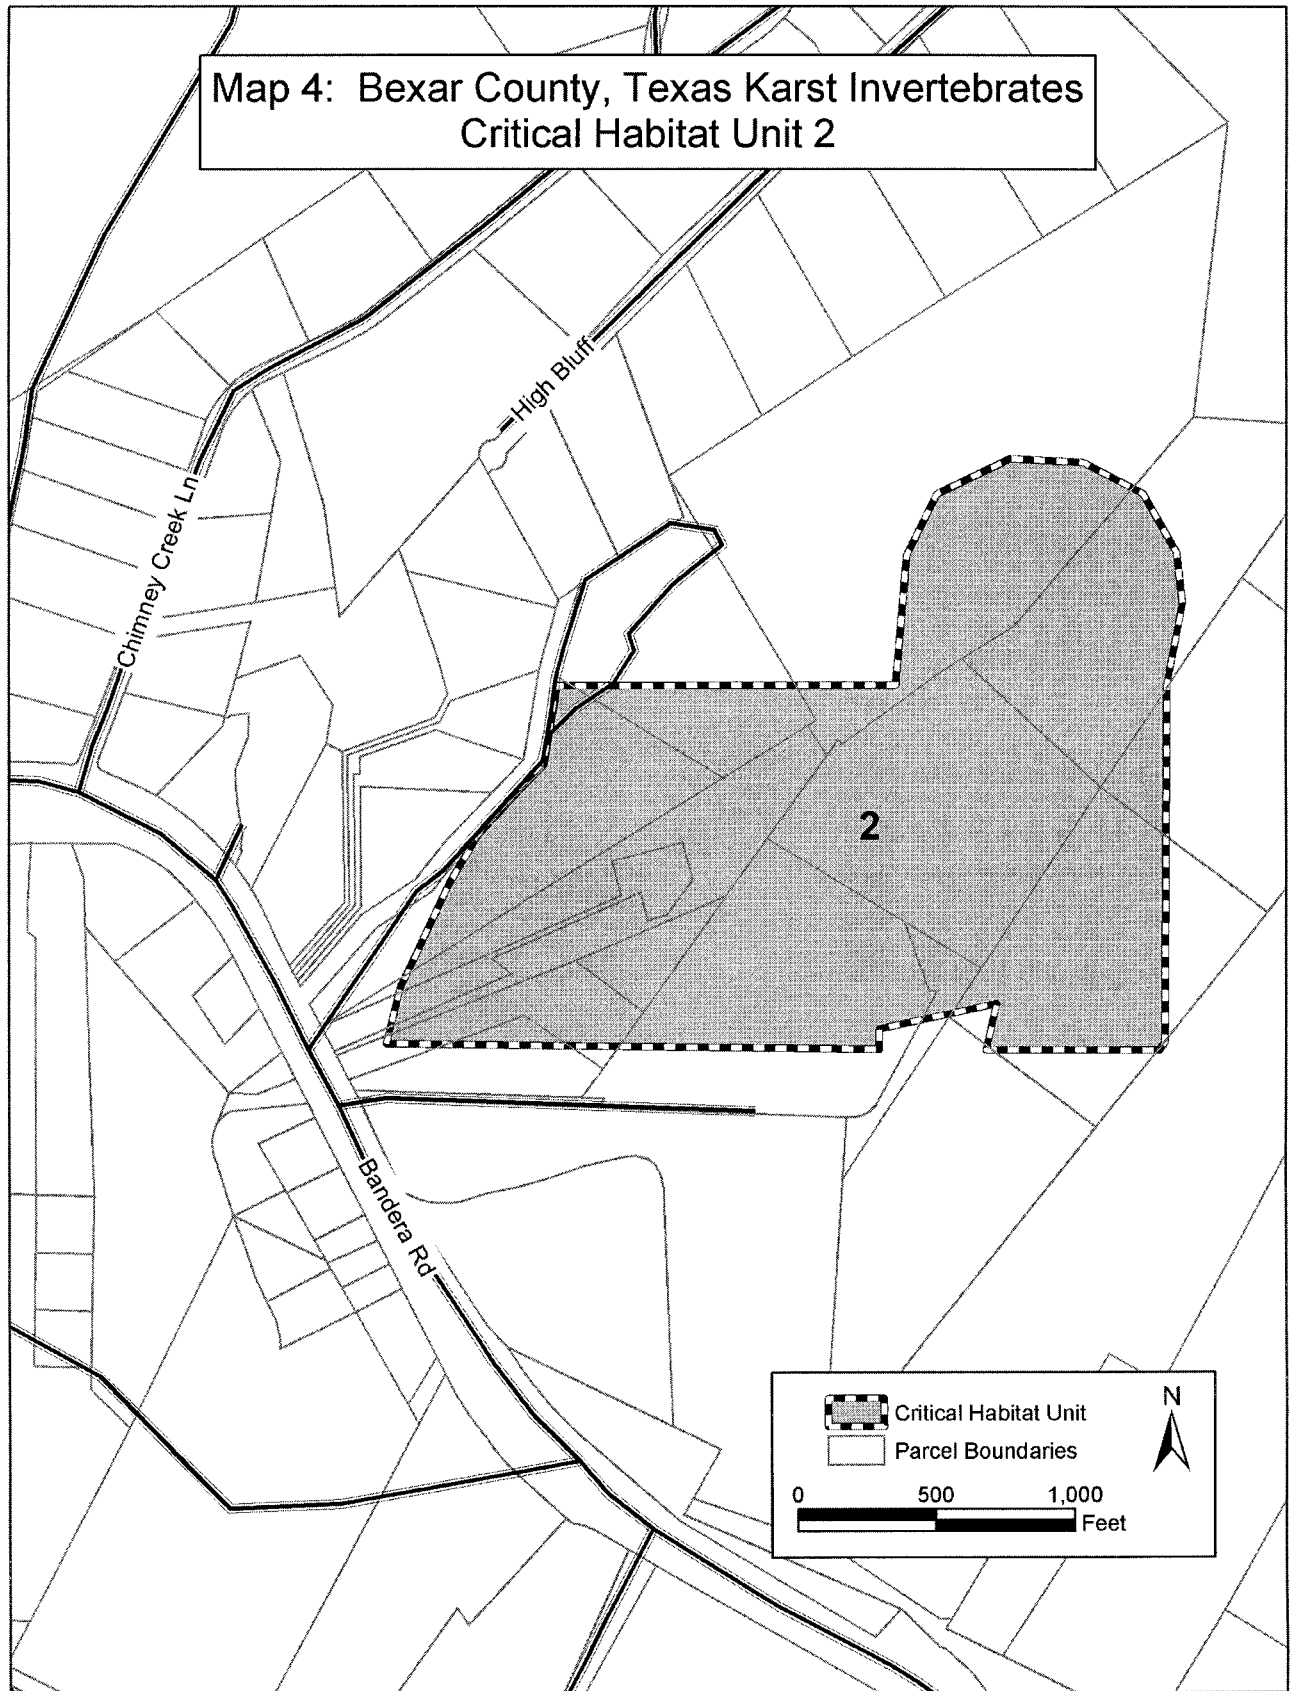 Map 4: Bexar County, Texas Karst Invertebrates
Critical Habitat Unit 2
High Bluff
Chimney Creek Ln
2
Bandera Rd
Critical Habitat Unit
Parcel Boundaries
N
0 500 1,000
Feet